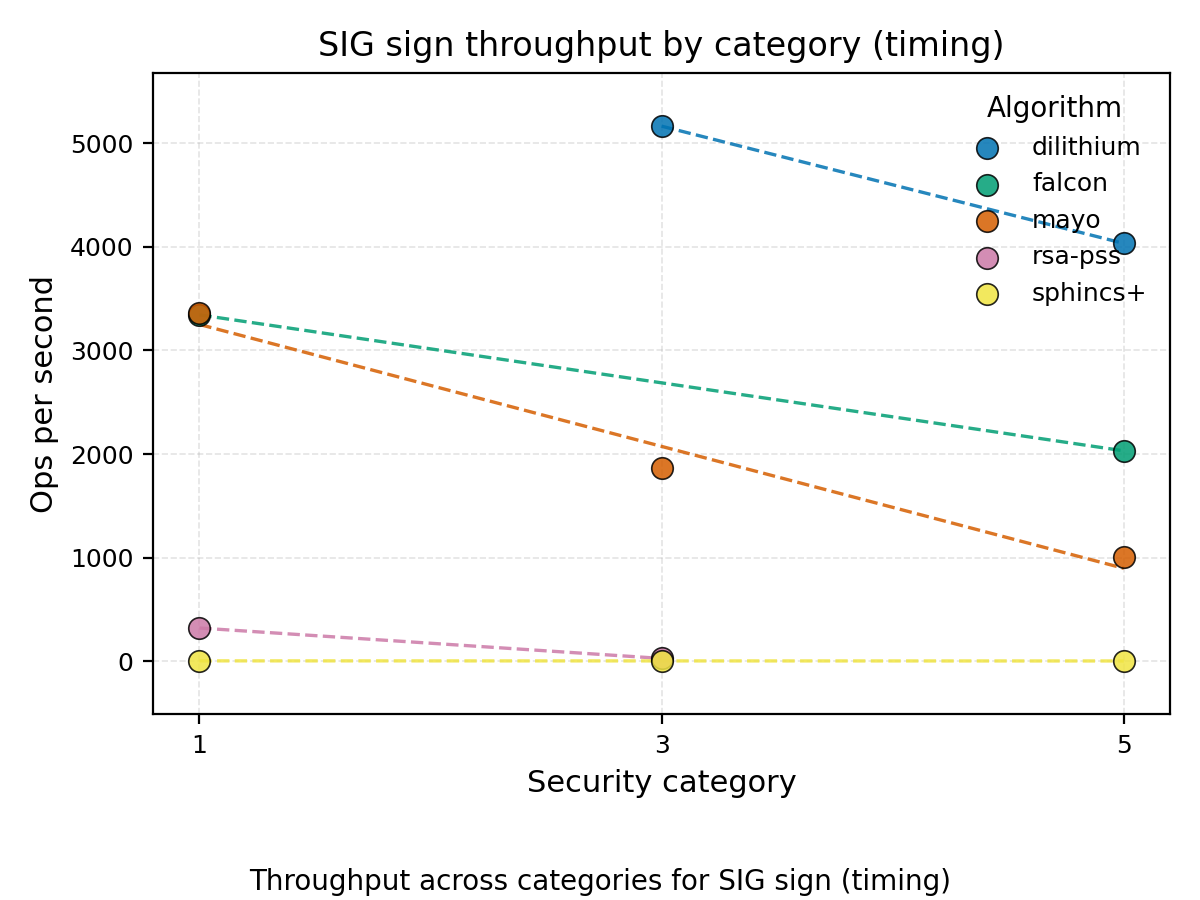 SIG sign throughput by category (timing)
Ops per second
5000
4000
3000
2000
1000
0
Algorithm
dilithium
falcon
mayo
rsa-pss
sphincs+
1 3 5
Security category
Throughput across categories for SIG sign (timing)